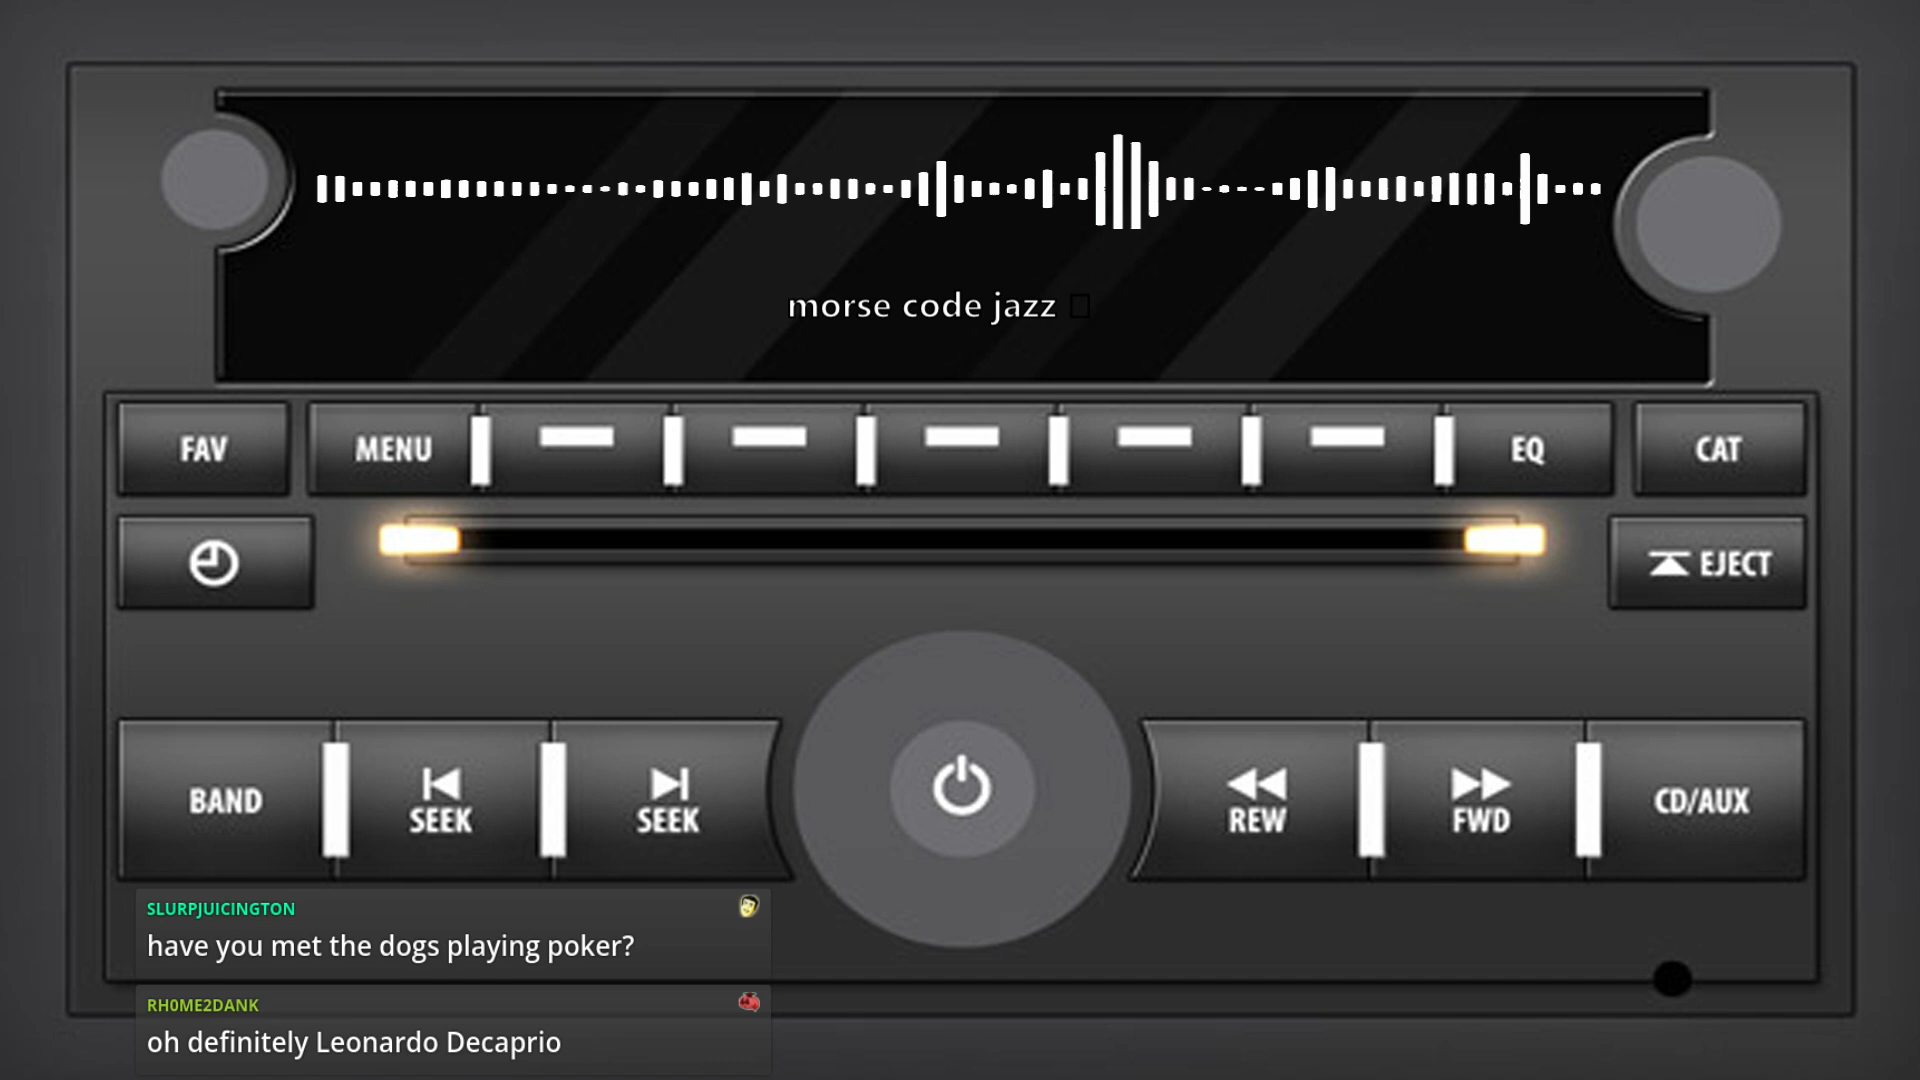 morse code jazz
FAV
MENU
EQ
CAT
EJECT
BAND
SEEK
SEEK
REW
FWD
CD/AUX
SLURPJUICINGTON
have you met the dogs playing poker?
RH0ME2DANK
oh definitely Leonardo Decaprio